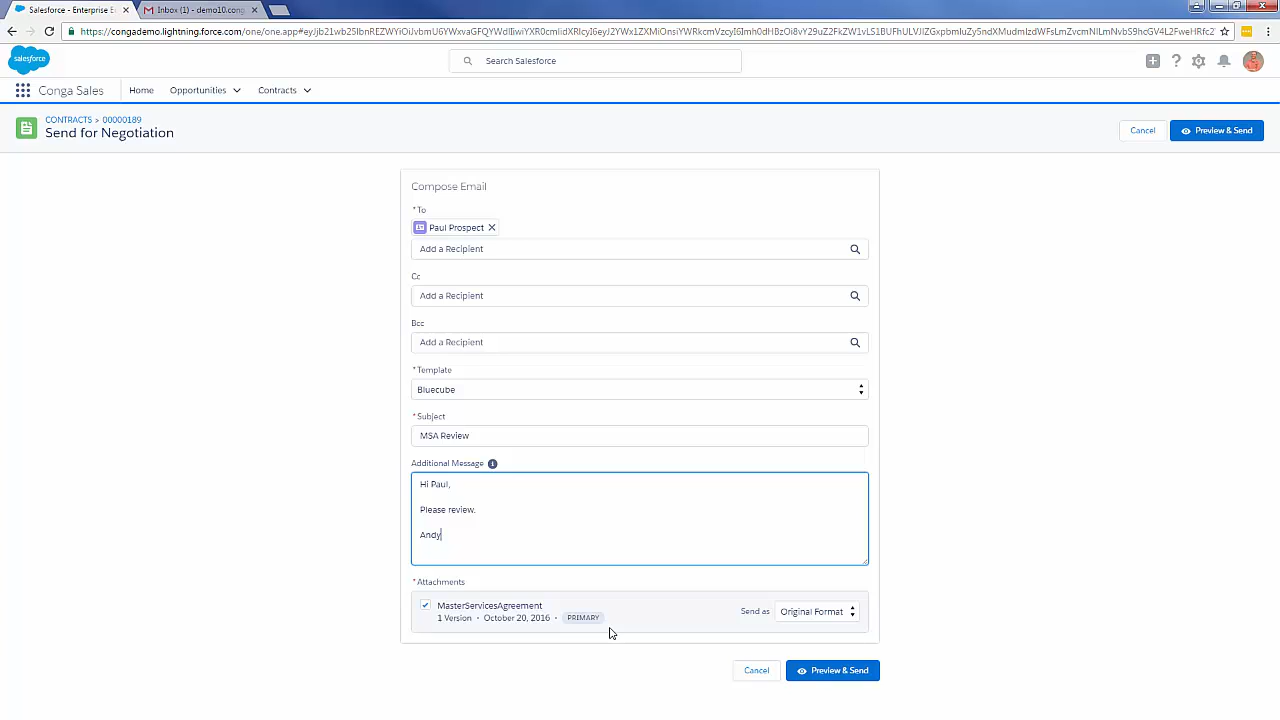 Salesforce - Enterprise E
Inbox (1) - demo10.cong
https://congademo.lightning.force.com/one/one.app
salesforce
Search Salesforce
Conga Sales
Home
Opportunities
Contracts
CONTRACTS > 00000189
Send for Negotiation
Cancel
Preview & Send
Compose Email
* To
Paul Prospect
Add a Recipient
Cc
Add a Recipient
Bcc
Add a Recipient
* Template
Bluecube
* Subject
MSA Review
Additional Message
Hi Paul,
Please review.
Andy
* Attachments
MasterServicesAgreement
1 Version • October 20, 2016 • PRIMARY
Send as
Original Format
Cancel
Preview & Send